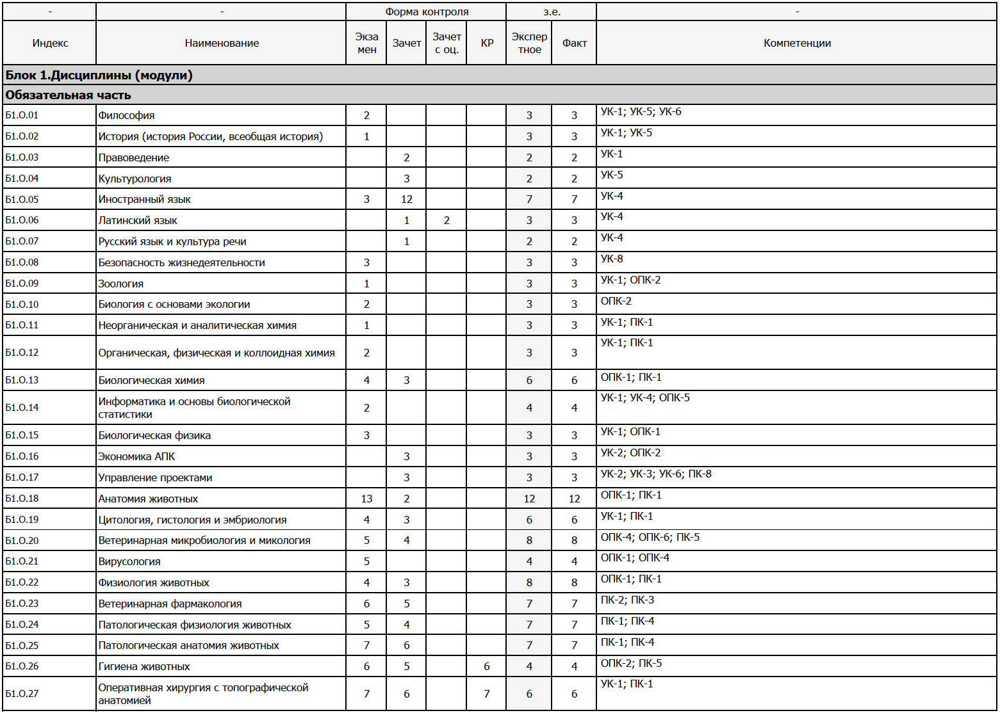 - - Форма контроля з.е. -
Индекс Наименование Экза мен Зачет Зачет с оц. КР Экспер тное Факт Компетенции
Блок 1.Дисциплины (модули)
Обязательная часть
Б1.О.01 Философия 2 3 3 УК-1; УК-5; УК-6
Б1.О.02 История (история России, всеобщая история) 1 3 3 УК-1; УК-5
Б1.О.03 Правоведение 2 2 2 УК-1
Б1.О.04 Культурология 3 2 2 УК-5
Б1.О.05 Иностранный язык 3 12 7 7 УК-4
Б1.О.06 Латинский язык 1 2 3 3 УК-4
Б1.О.07 Русский язык и культура речи 1 2 2 УК-4
Б1.О.08 Безопасность жизнедеятельности 3 3 3 УК-8
Б1.О.09 Зоология 1 3 3 УК-1; ОПК-2
Б1.О.10 Биология с основами экологии 2 3 3 ОПК-2
Б1.О.11 Неорганическая и аналитическая химия 1 3 3 УК-1; ПК-1
Б1.О.12 Органическая, физическая и коллоидная химия 2 3 3 УК-1; ПК-1
Б1.О.13 Биологическая химия 4 3 6 6 ОПК-1; ПК-1
Б1.О.14 Информатика и основы биологической
статистики 2 4 4 УК-1; УК-4; ОПК-5
Б1.О.15 Биологическая физика 3 3 3 УК-1; ОПК-1
Б1.О.16 Экономика АПК 3 3 3 УК-2; ОПК-2
Б1.О.17 Управление проектами 3 3 3 УК-2; УК-3; УК-6; ПК-8
Б1.О.18 Анатомия животных 13 2 12 12 ОПК-1; ПК-1
Б1.О.19 Цитология, гистология и эмбриология 4 3 6 6 УК-1; ПК-1
Б1.О.20 Ветеринарная микробиология и микология 5 4 8 8 ОПК-4; ОПК-6; ПК-5
Б1.О.21 Вирусология 5 4 4 ОПК-1; ОПК-4
Б1.О.22 Физиология животных 4 3 8 8 ОПК-1; ПК-1
Б1.О.23 Ветеринарная фармакология 6 5 7 7 ПК-2; ПК-3
Б1.О.24 Патологическая физиология животных 5 4 7 7 ПК-1; ПК-4
Б1.О.25 Патологическая анатомия животных 7 6 7 7 ПК-1; ПК-4
Б1.О.26 Гигиена животных 6 5 6 4 4 ОПК-2; ПК-5
Б1.О.27 Оперативная хирургия с топографической
анатомией 7 6 7 6 6 УК-1; ПК-1